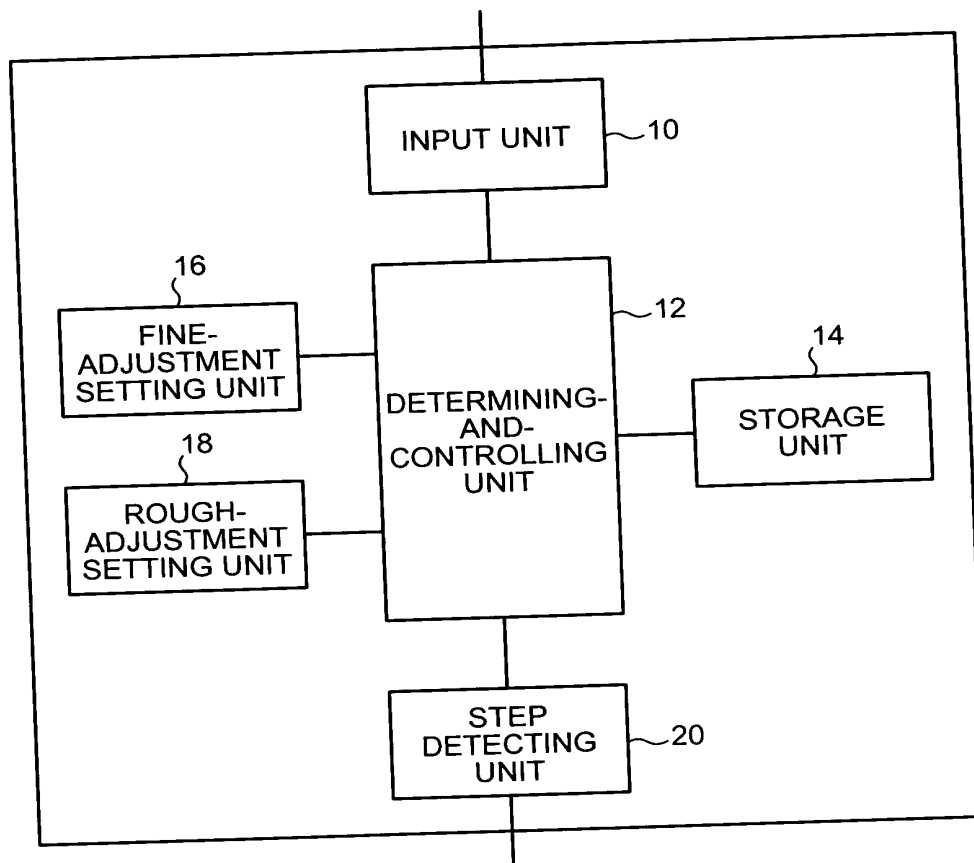 INPUT UNIT
10
16
FINE-
ADJUSTMENT
SETTING UNIT
12
DETERMINING-
AND-
CONTROLLING
UNIT
14
STORAGE
UNIT
18
ROUGH-
ADJUSTMENT
SETTING UNIT
STEP
DETECTING
UNIT
20